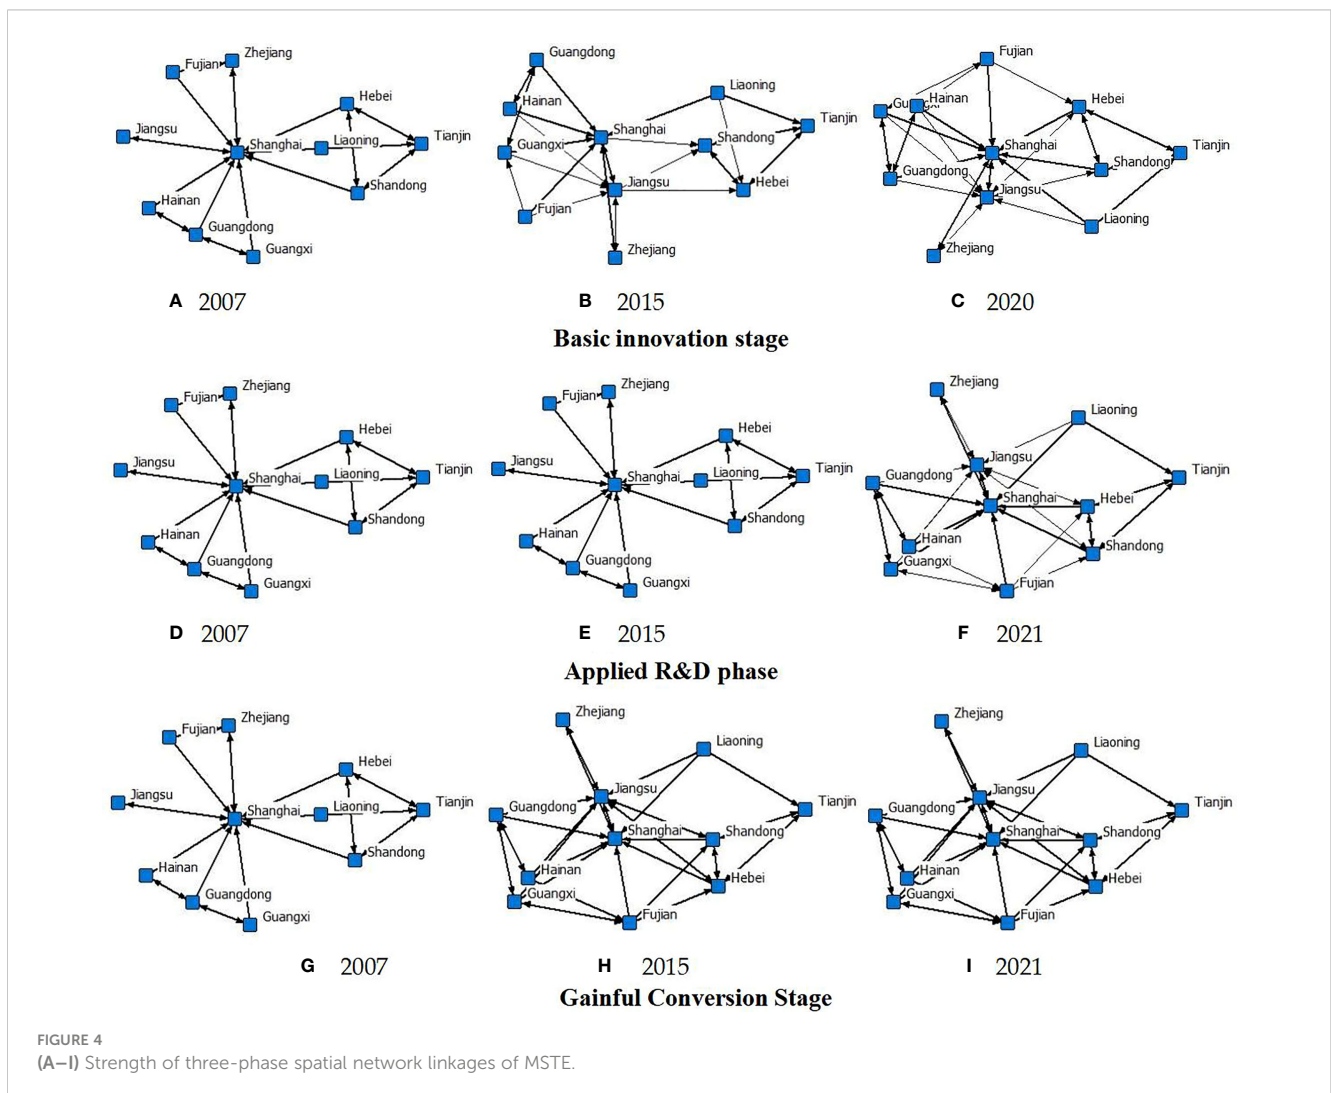 Fujian
Zhejiang
Hebei
Jiangsu
Shanghai
Liaoning
Tianjin
Hainan
Shandong
Guangdong
Guangxi
A 2007
Guangdong
Liaoning
Hainan
Tianjin
Shanghai
Shandong
Guangxi
Jiangsu
Hebei
Fujian
Zhejiang
B 2015
Fujian
Hainan
Hebei
Shanghai
Tianjin
Shandong
Guangdong
Jiangsu
Liaoning
Zhejiang
C 2020
Basic innovation stage
Fujian
Zhejiang
Hebei
Jiangsu
Shanghai
Liaoning
Tianjin
Hainan
Shandong
Guangdong
Guangxi
D 2007
Fujian
Zhejiang
Hebei
Jiangsu
Shanghai
Liaoning
Tianjin
Hainan
Shandong
Guangdong
Guangxi
E 2015
Zhejiang
Liaoning
Jiangsu
Guangdong
Tianjin
Shanghai
Hebei
Hainan
Shandong
Guangxi
Fujian
F 2021
Applied R&D phase
Fujian
Zhejiang
Hebei
Jiangsu
Shanghai
Liaoning
Tianjin
Hainan
Shandong
Guangdong
Guangxi
G 2007
Zhejiang
Liaoning
Jiangsu
Guangdong
Tianjin
Shanghai
Shandong
Hainan
Hebei
Guangxi
Fujian
H 2015
Zhejiang
Liaoning
Jiangsu
Guangdong
Tianjin
Shanghai
Shandong
Hainan
Hebei
Guangxi
Fujian
I 2021
Gainful Conversion Stage
FIGURE 4
(A–I) Strength of three-phase spatial network linkages of MSTE.